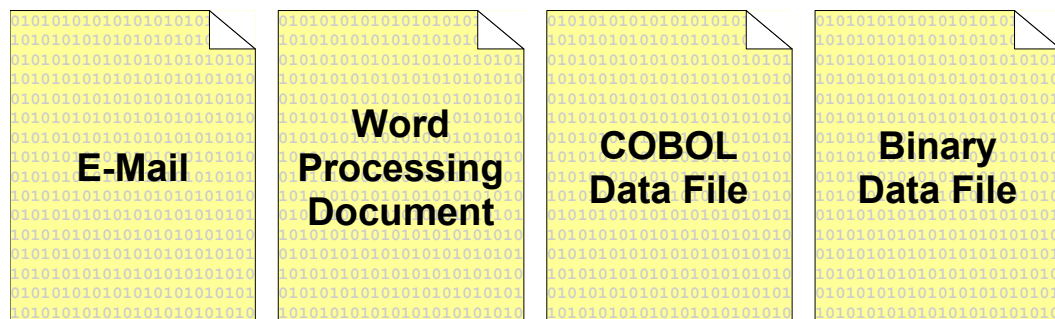 E-Mail
Word
Processing
Document
COBOL
Data File
Binary
Data File